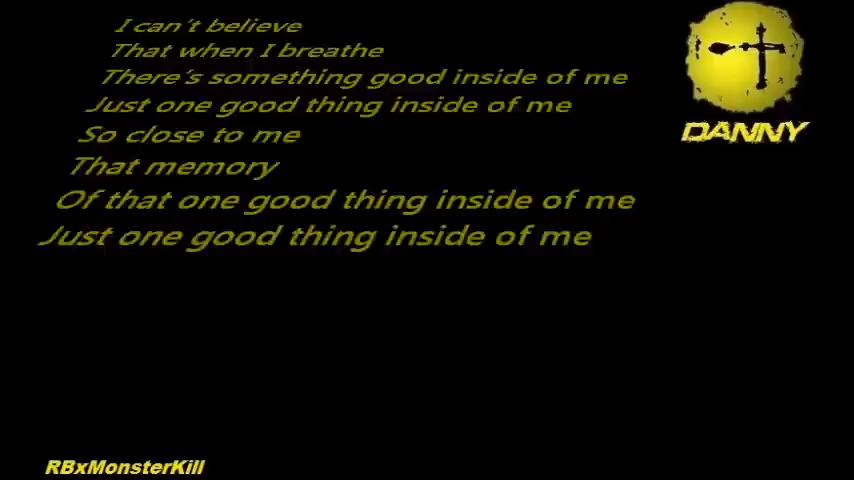 I can't believe
That when I breathe
There's something good inside of me
Just one good thing inside of me
So close to me
That memory
Of that one good thing inside of me
Just one good thing inside of me
DANNY
RBxMonsterKill